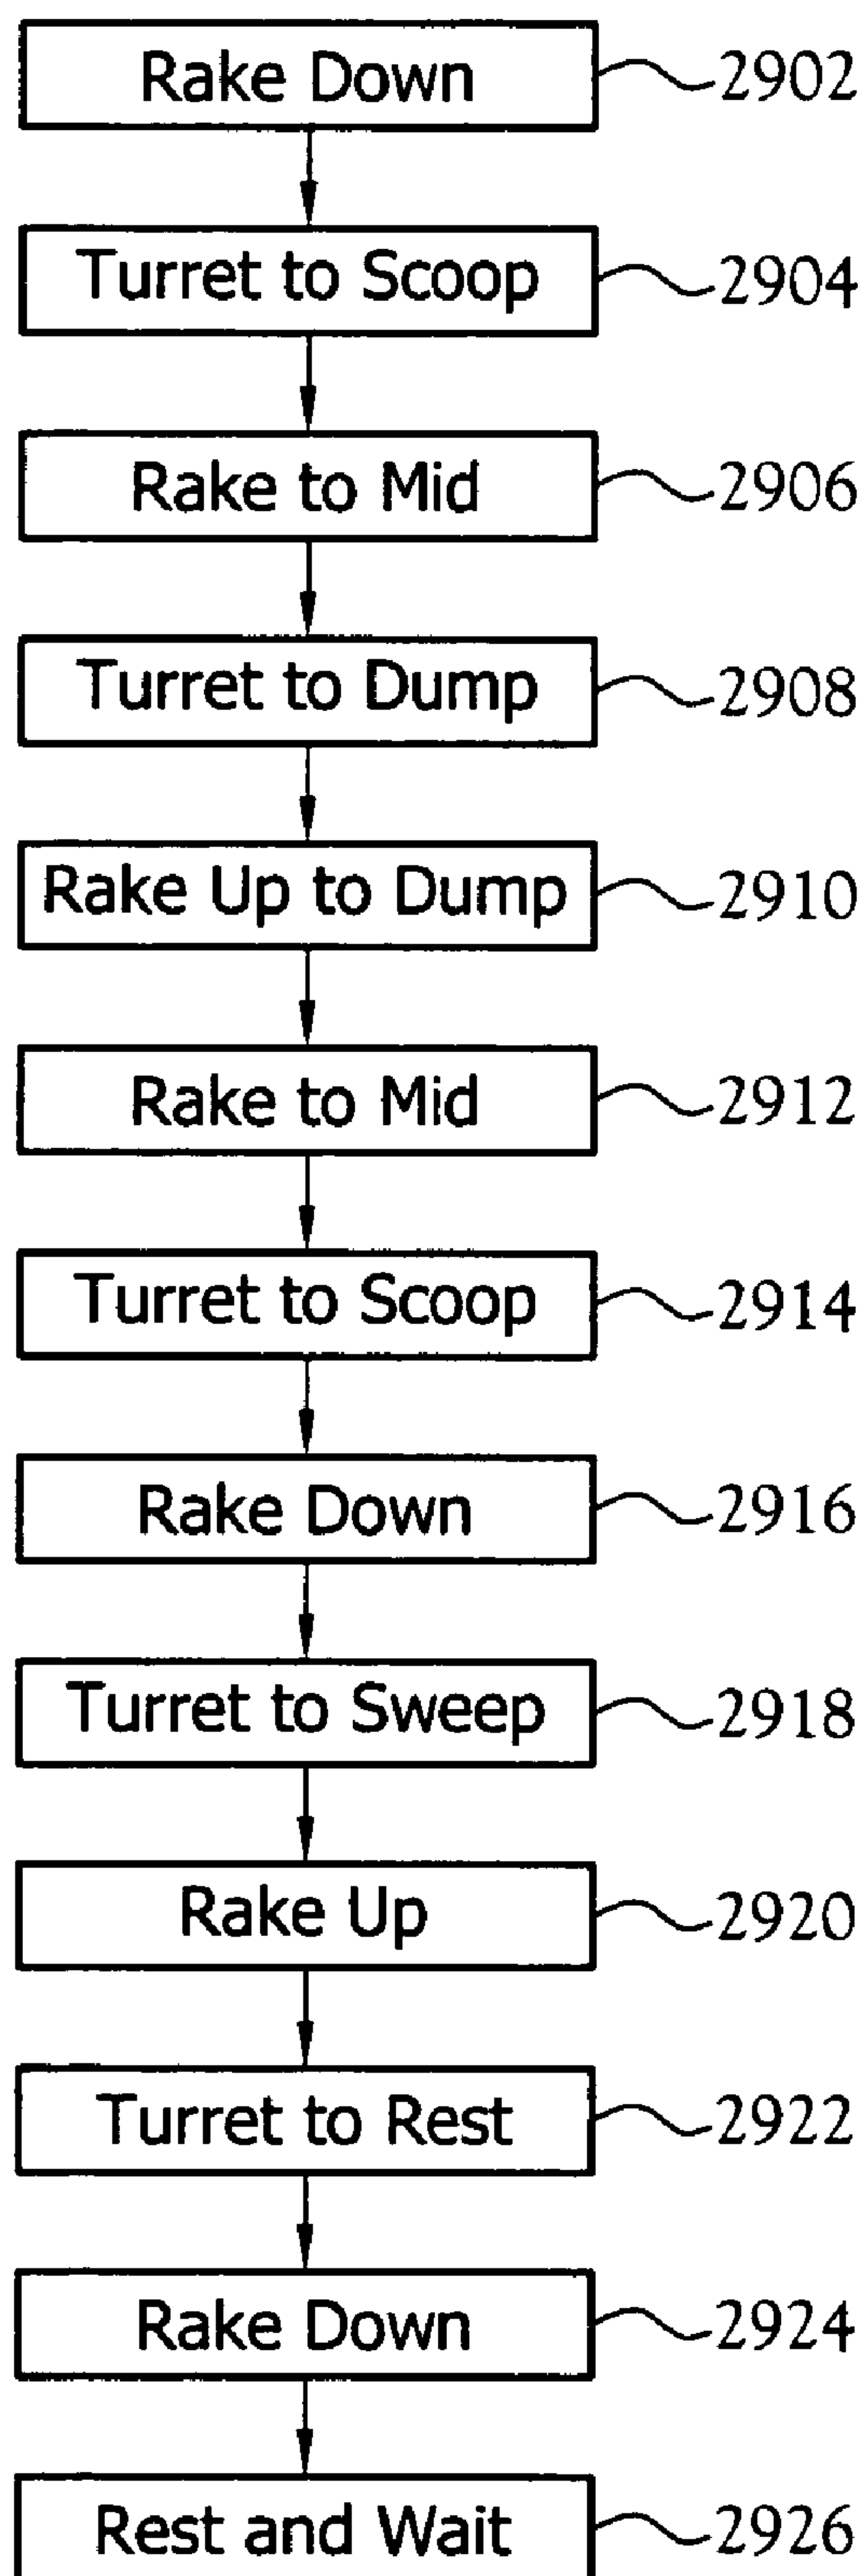 Rake Down 2902
Turret to Scoop 2904
Rake to Mid 2906
Turret to Dump 2908
Rake Up to Dump 2910
Rake to Mid 2912
Turret to Scoop 2914
Rake Down 2916
Turret to Sweep 2918
Rake Up 2920
Turret to Rest 2922
Rake Down 2924
Rest and Wait 2926